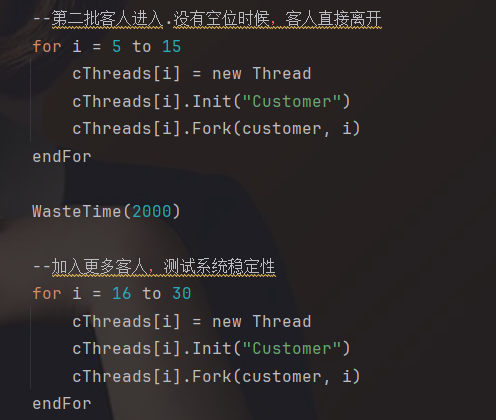 --第二批客人进入.没有空位时候，客人直接离开
for i = 5 to 15
    cThreads[i] = new Thread
    cThreads[i].Init("Customer")
    cThreads[i].Fork(customer, i)
endFor

WasteTime(2000)

--加入更多客人，测试系统稳定性
for i = 16 to 30
    cThreads[i] = new Thread
    cThreads[i].Init("Customer")
    cThreads[i].Fork(customer, i)
endFor